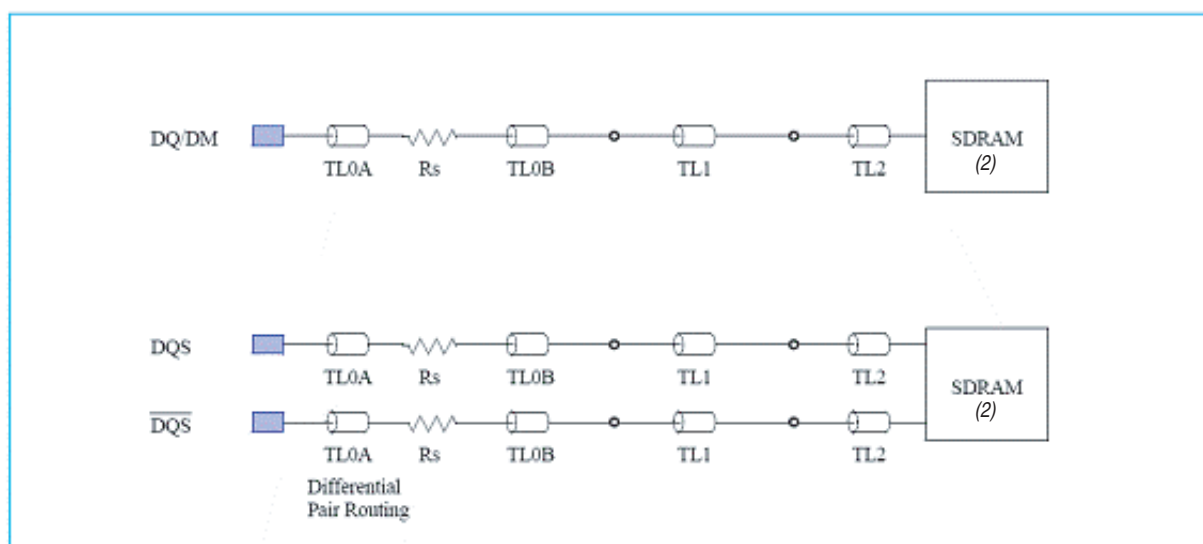 DQ/DM
TL0A Rs TL0B TL1 TL2
SDRAM
(2)
DQS
TL0A Rs TL0B TL1 TL2
SDRAM
(2)
DQS
TL0A Rs TL0B TL1 TL2
Differential
Pair Routing